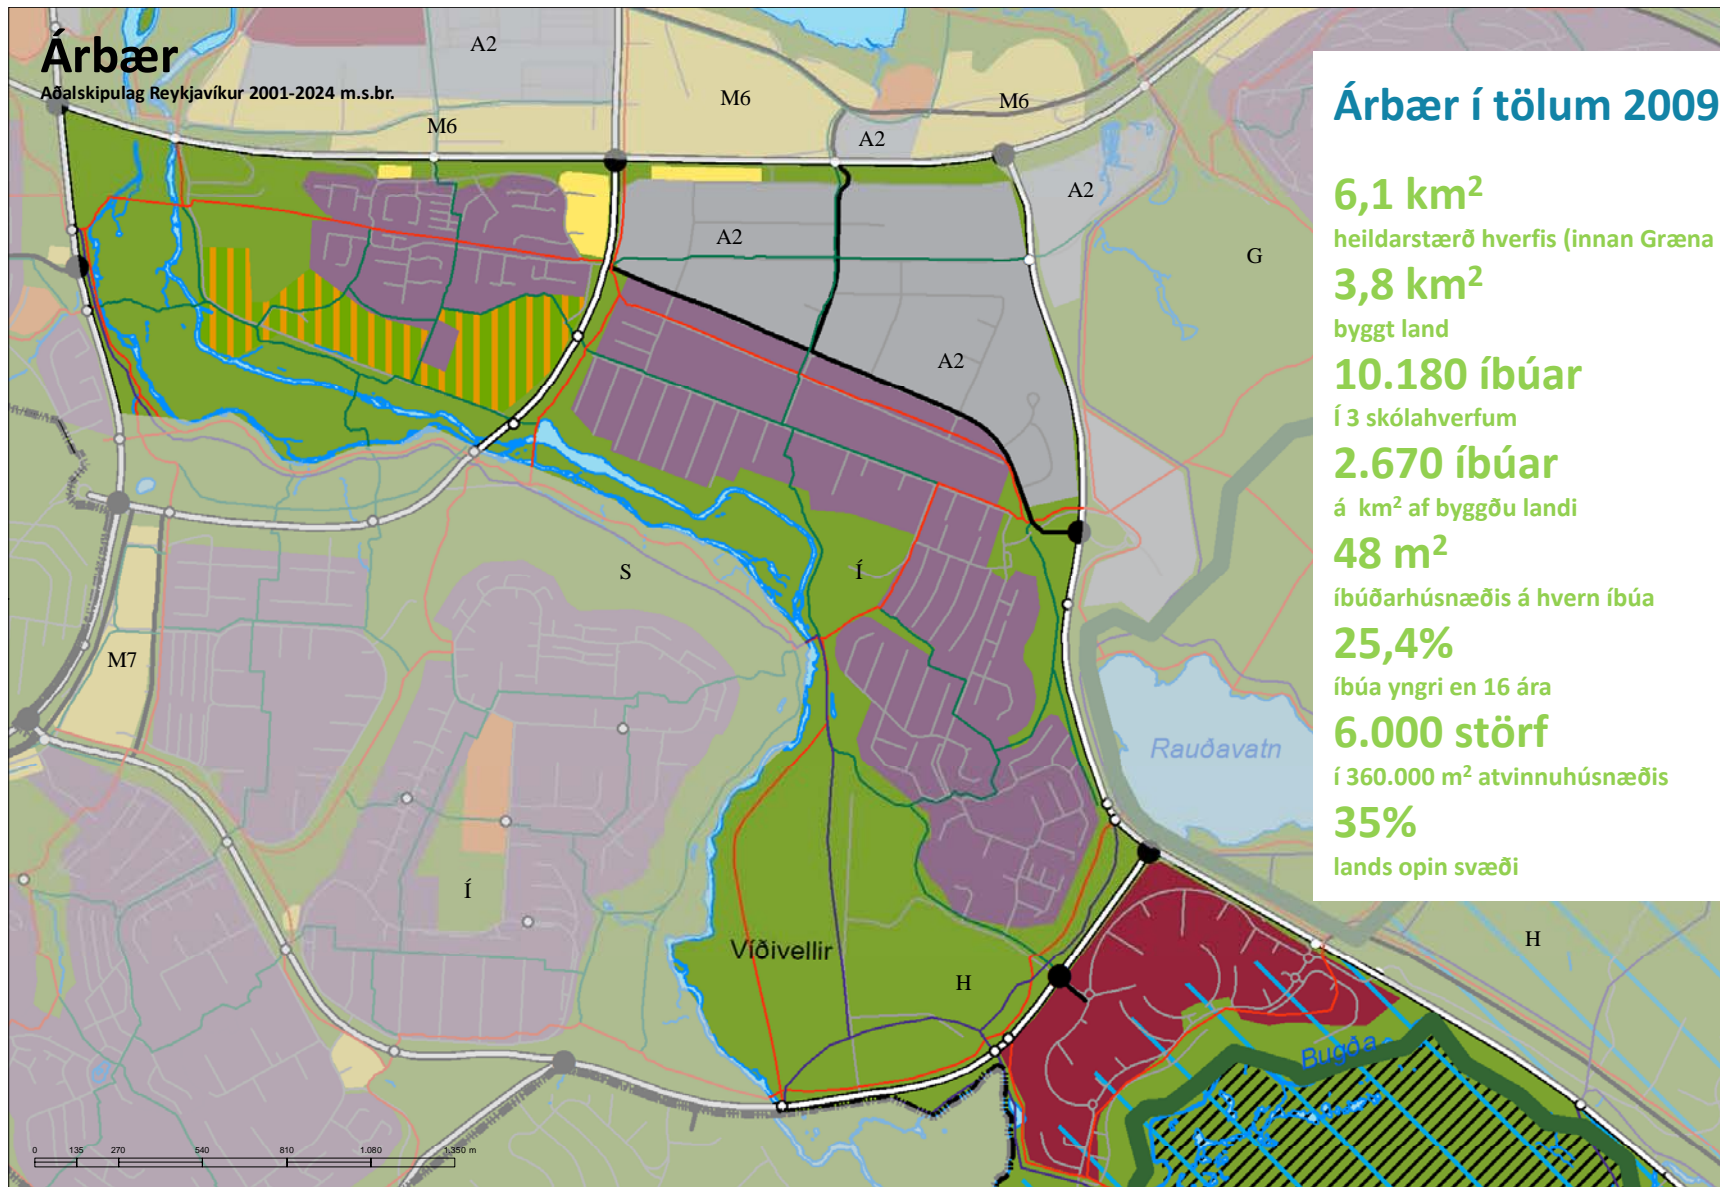 Árbær
Aðalskipulag Reykjavíkur 2001-2024 m.s.br.
A2
M6
M6
M6
A2
A2
A2
G
A2
S
Í
M7
Rauðavatn
Í
Víðivellir
H
H
Bugða
0 135 270 540 810 1.080 1.350 m
Árbær í tölum 2009
6,1 km²
heildarstærð hverfis (innan Græna
3,8 km²
byggt land
10.180 íbúar
Í 3 skólahverfum
2.670 íbúar
á km² af byggðu landi
48 m²
íbúðarhúsnæðis á hvern íbúa
25,4%
íbúa yngri en 16 ára
6.000 störf
í 360.000 m² atvinnuhúsnæðis
35%
lands opin svæði